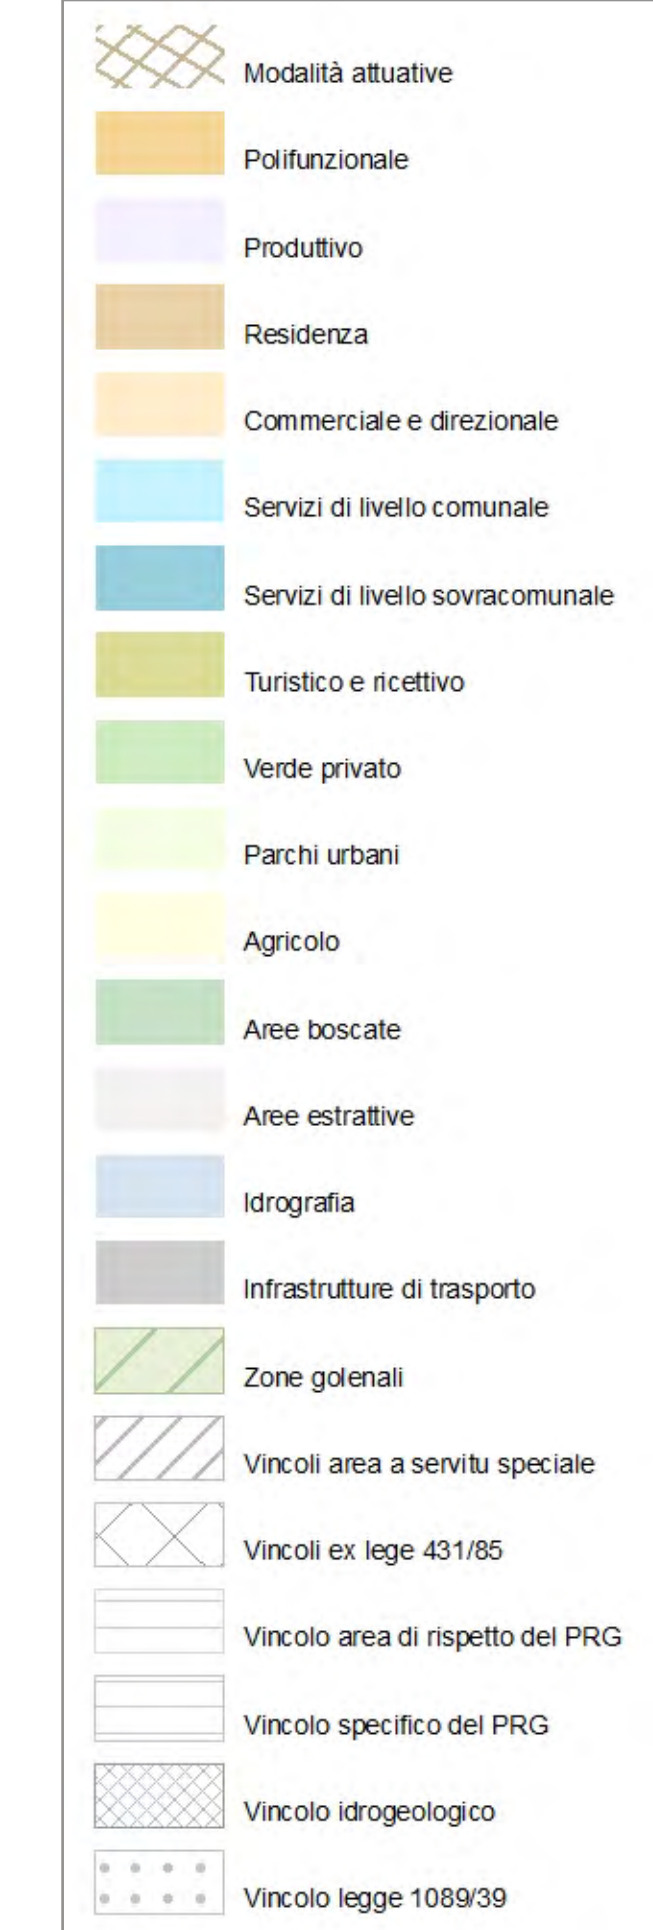 Modalità attuative
Polifunzionale
Produttivo
Residenza
Commerciale e direzionale
Servizi di livello comunale
Servizi di livello sovracomunale
Turistico e ricettivo
Verde privato
Parchi urbani
Agricolo
Aree boscate
Aree estrattive
Idrografia
Infrastrutture di trasporto
Zone golenali
Vincoli area a servitu speciale
Vincoli ex lege 431/85
Vincolo area di rispetto del PRG
Vincolo specifico del PRG
Vincolo idrogeologico
Vincolo legge 1089/39